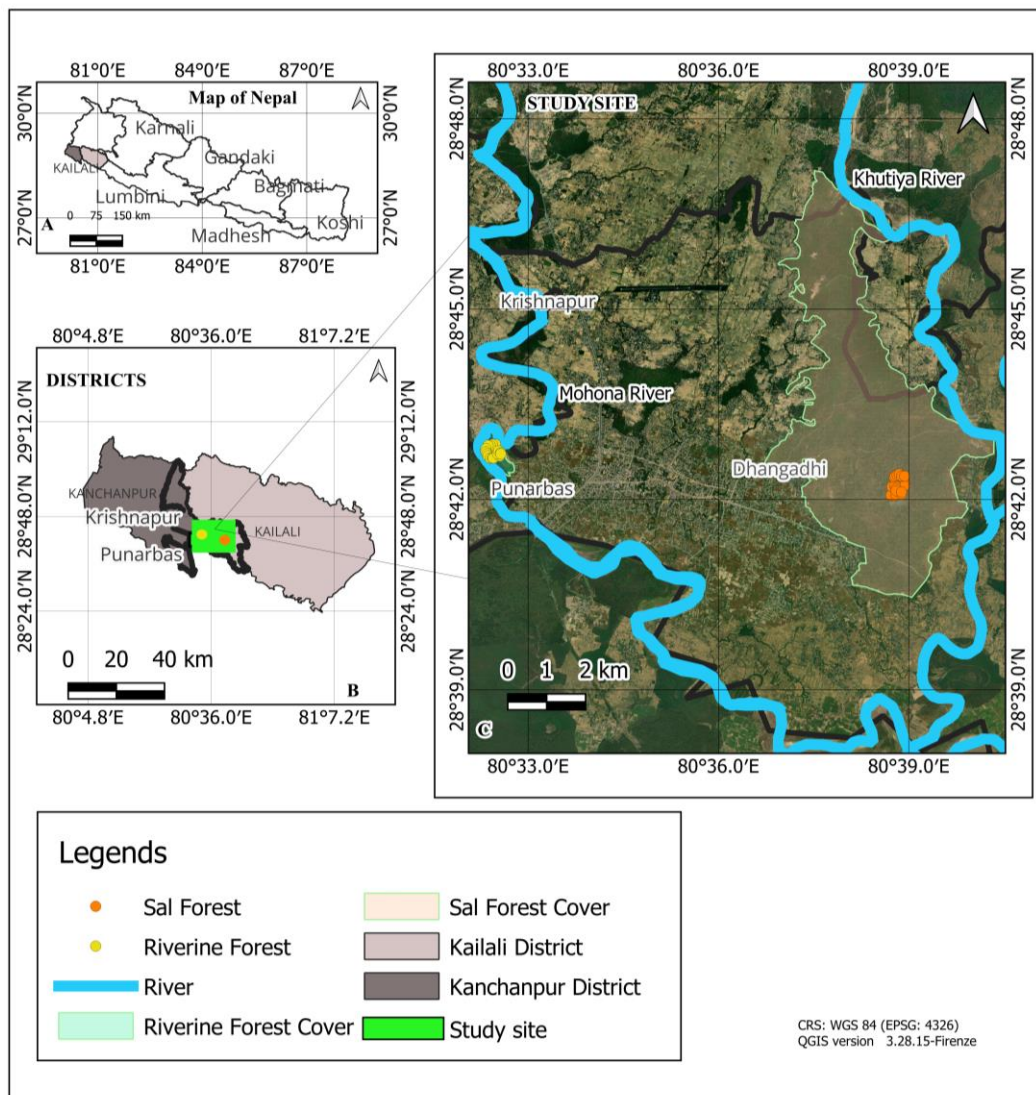 81°0′E 84°0′E 87°0′E
Map of Nepal
30°0′N
30°0′N
Karnali
Gandaki
KAILALI
Bagmati
Lumbini
Koshi
Madhesh
27°0′N
27°0′N
0 75 150 km
A
81°0′E 84°0′E 87°0′E
80°4.8′E 80°36.0′E 81°7.2′E
DISTRICTS
29°12.0′N
29°12.0′N
KANCHANPUR
Krishnapur
KAILALI
28°48.0′N
28°48.0′N
Punarbas
28°24.0′N
28°24.0′N
0 20 40 km
B
80°4.8′E 80°36.0′E 81°7.2′E
80°33.0′E 80°36.0′E 80°39.0′E
STUDY SITE
28°48.0′N
28°48.0′N
Khutiya River
Krishnapur
28°45.0′N
28°45.0′N
Mohona River
Dhangadhi
Punarbas
28°42.0′N
28°42.0′N
0 1 2 km
28°39.0′N
28°39.0′N
C
80°33.0′E 80°36.0′E 80°39.0′E
Legends
Sal Forest
Riverine Forest
River
Riverine Forest Cover
Sal Forest Cover
Kailali District
Kanchanpur District
Study site
CRS: WGS 84 (EPSG: 4326)
QGIS version 3.28.15-Firenze